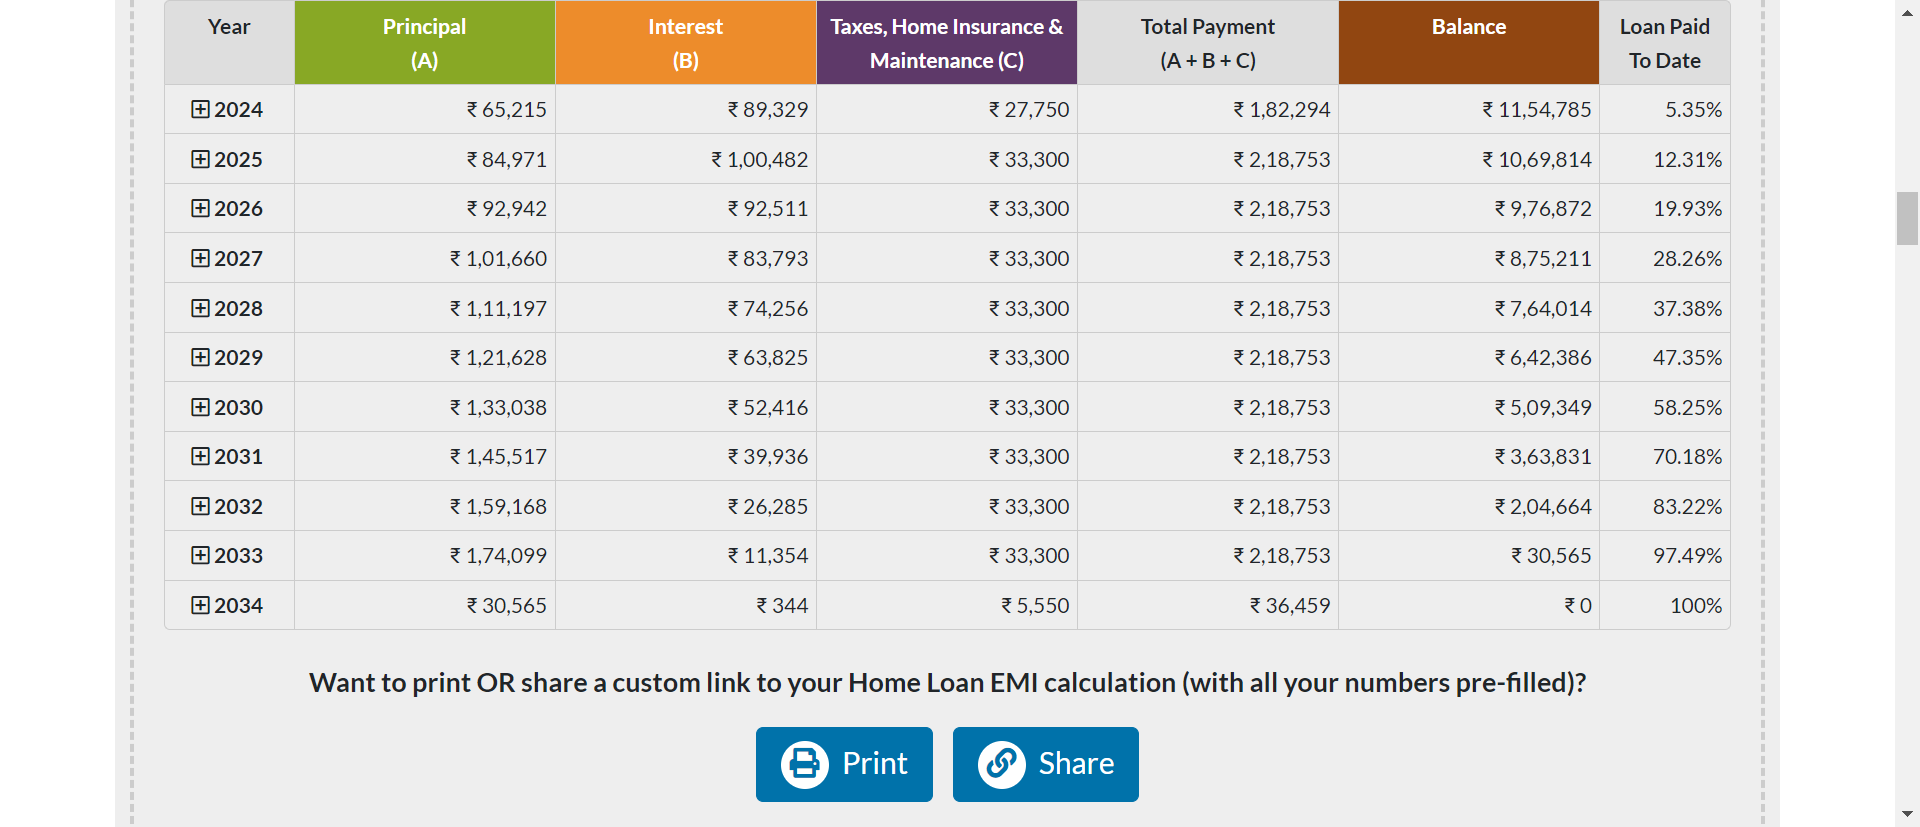 Year Principal Interest Taxes, Home Insurance & Total Payment Balance Loan Paid
(A) (B) Maintenance (C) (A + B + C) To Date
2024 ₹ 65,215 ₹ 89,329 ₹ 27,750 ₹ 1,82,294 ₹ 11,54,785 5.35%
2025 ₹ 84,971 ₹ 1,00,482 ₹ 33,300 ₹ 2,18,753 ₹ 10,69,814 12.31%
2026 ₹ 92,942 ₹ 92,511 ₹ 33,300 ₹ 2,18,753 ₹ 9,76,872 19.93%
2027 ₹ 1,01,660 ₹ 83,793 ₹ 33,300 ₹ 2,18,753 ₹ 8,75,211 28.26%
2028 ₹ 1,11,197 ₹ 74,256 ₹ 33,300 ₹ 2,18,753 ₹ 7,64,014 37.38%
2029 ₹ 1,21,628 ₹ 63,825 ₹ 33,300 ₹ 2,18,753 ₹ 6,42,386 47.35%
2030 ₹ 1,33,038 ₹ 52,416 ₹ 33,300 ₹ 2,18,753 ₹ 5,09,349 58.25%
2031 ₹ 1,45,517 ₹ 39,936 ₹ 33,300 ₹ 2,18,753 ₹ 3,63,831 70.18%
2032 ₹ 1,59,168 ₹ 26,285 ₹ 33,300 ₹ 2,18,753 ₹ 2,04,664 83.22%
2033 ₹ 1,74,099 ₹ 11,354 ₹ 33,300 ₹ 2,18,753 ₹ 30,565 97.49%
2034 ₹ 30,565 ₹ 344 ₹ 5,550 ₹ 36,459 ₹ 0 100%
Want to print OR share a custom link to your Home Loan EMI calculation (with all your numbers pre-filled)?
Print Share